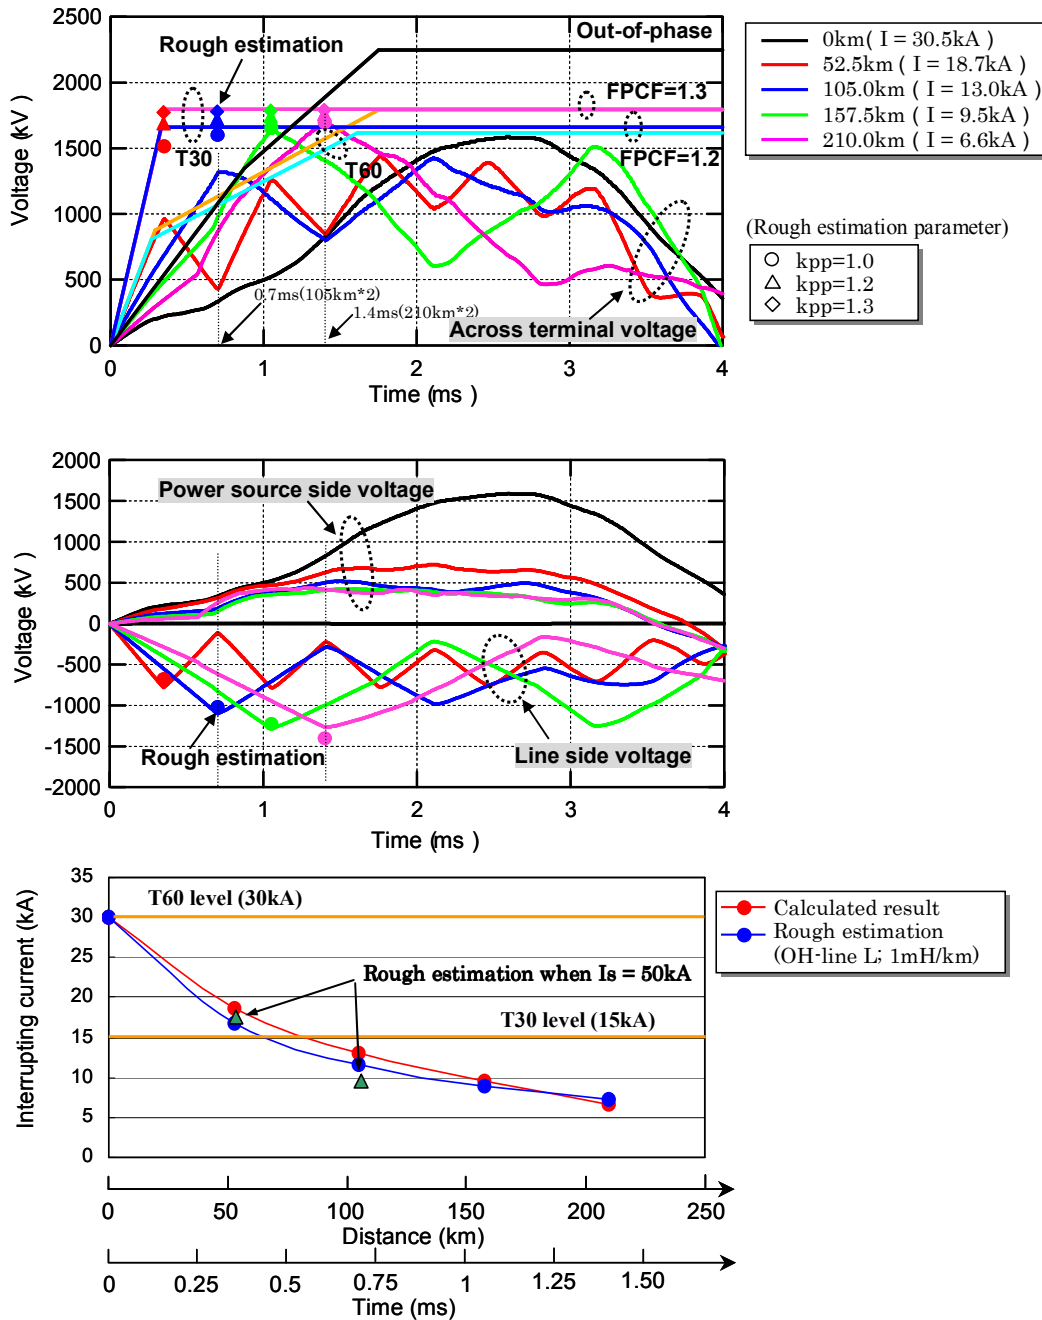 2500
2000
1500
1000
500
0
Voltage (kV)
Rough estimation
Out-of-phase
FPCF=1.3
FPCF=1.2
T30
T60
0.7ms(105km*2)
1.4ms(210km*2)
Across terminal voltage
0 1 2 3 4
Time (ms )
0km( I = 30.5kA )
52.5km ( I = 18.7kA )
105.0km ( I = 13.0kA )
157.5km ( I = 9.5kA )
210.0km ( I = 6.6kA )
(Rough estimation parameter)
kpp=1.0
kpp=1.2
kpp=1.3
2000
1500
1000
500
0
-500
-1000
-1500
-2000
Voltage (kV )
Power source side voltage
Rough estimation
Line side voltage
0 1 2 3 4
Time (ms )
35
30
25
20
15
10
5
0
Interrupting current (kA)
T60 level (30kA)
Rough estimation when Is = 50kA
T30 level (15kA)
Calculated result
Rough estimation
(OH-line L; 1mH/km)
0 50 100 150 200 250
Distance (km)
0 0.25 0.5 0.75 1 1.25 1.50
Time (ms)